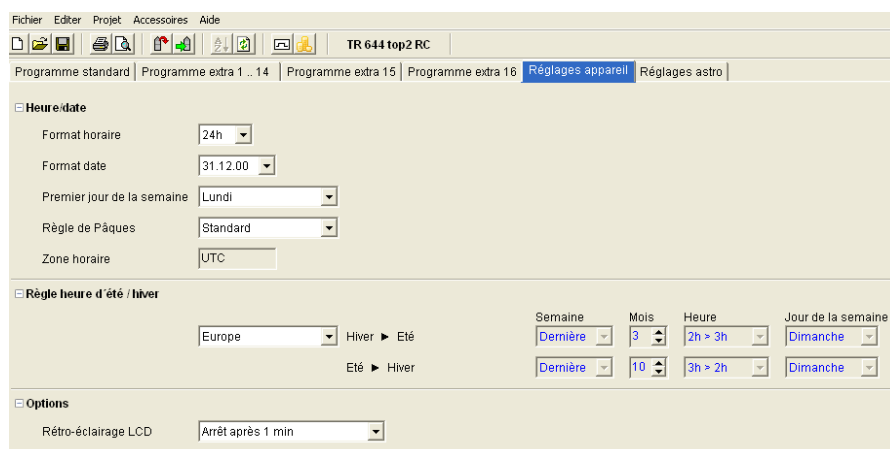 Fichier Editer Projet Accessoires Aide
TR 644 top2 RC
Programme standard Programme extra 1 .. 14 Programme extra 15 Programme extra 16 Réglages appareil Réglages astro
Heure/date
Format horaire 24h
Format date 31.12.00
Premier jour de la semaine Lundi
Règle de Pâques Standard
Zone horaire UTC
Règle heure d´été / hiver
Semaine Mois Heure Jour de la semaine
Europe Hiver ► Eté Dernière 3 2h > 3h Dimanche
Eté ► Hiver Dernière 10 3h > 2h Dimanche
Options
Rétro-éclairage LCD Arrêt après 1 min